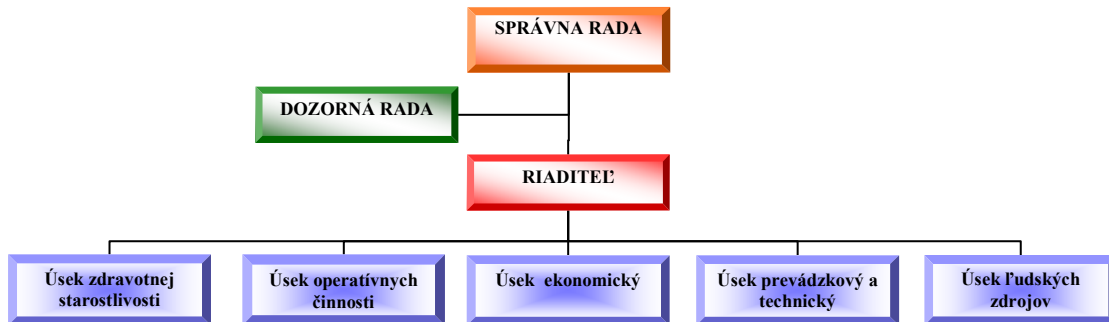 SPRÁVNA RADA
DOZORNÁ RADA
RIADITEĽ
Úsek zdravotnej
starostlivosti
Úsek operatívnych
činnosti
Úsek ekonomický
Úsek prevádzkový a
technický
Úsek ľudských
zdrojov